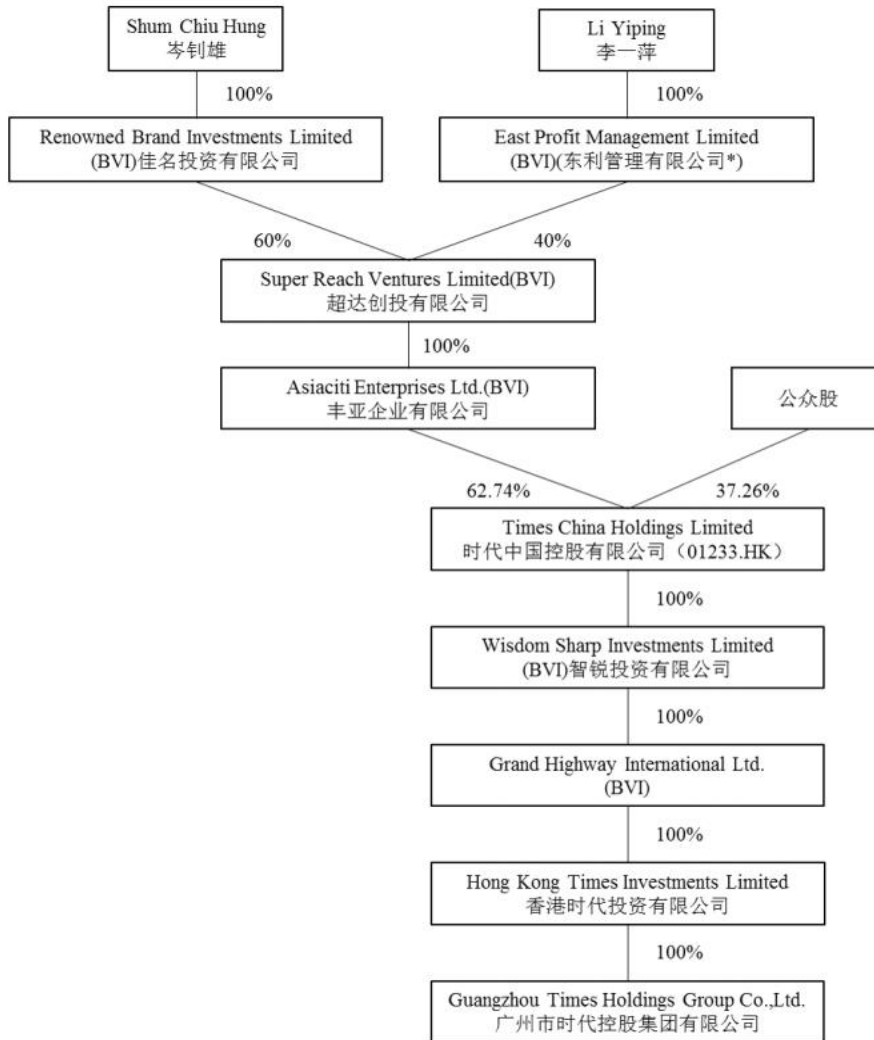 Shum Chiu Hung
岑钊雄
Li Yiping
李一萍
100%
100%
Renowned Brand Investments Limited
(BVI)佳名投资有限公司
East Profit Management Limited
(BVI)(东利管理有限公司*)
60%
40%
Super Reach Ventures Limited(BVI)
超达创投有限公司
100%
Asiaciti Enterprises Ltd.(BVI)
丰亚企业有限公司
公众股
62.74%
37.26%
Times China Holdings Limited
时代中国控股有限公司（01233.HK）
100%
Wisdom Sharp Investments Limited
(BVI)智锐投资有限公司
100%
Grand Highway International Ltd.
(BVI)
100%
Hong Kong Times Investments Limited
香港时代投资有限公司
100%
Guangzhou Times Holdings Group Co.,Ltd.
广州市时代控股集团有限公司